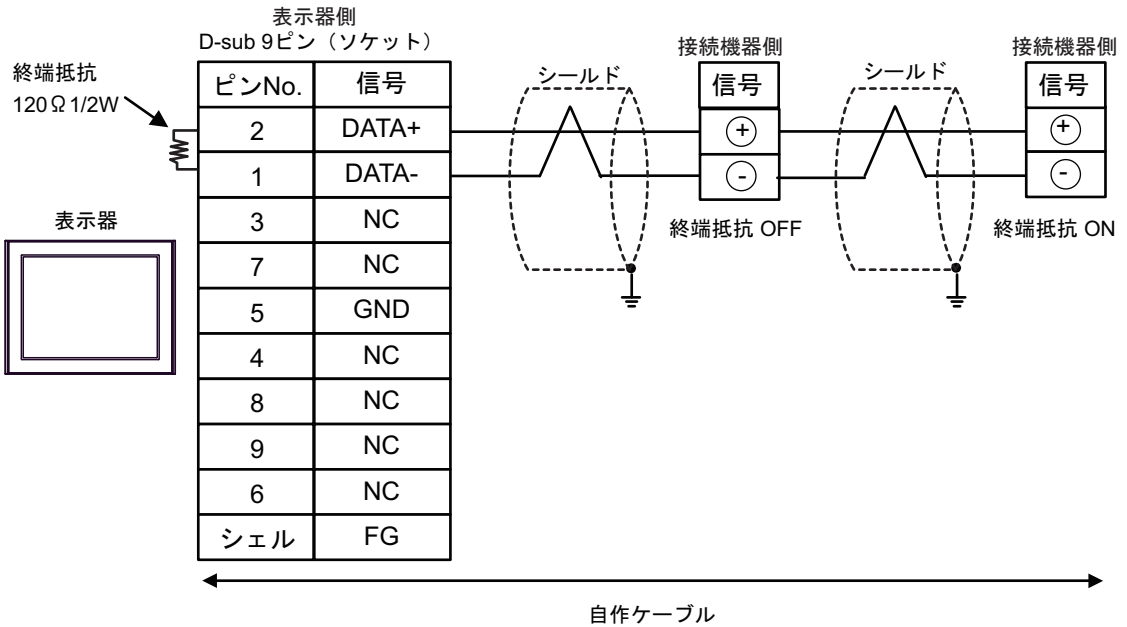 表示器側
D-sub 9ピン（ソケット）
終端抵抗
120Ω 1/2W
表示器
ピンNo. 信号
2 DATA+
1 DATA-
3 NC
7 NC
5 GND
4 NC
8 NC
9 NC
6 NC
シェル FG
シールド
接続機器側
信号
+
-
終端抵抗 OFF
シールド
接続機器側
信号
+
-
終端抵抗 ON
自作ケーブル